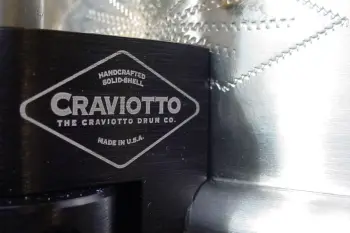 HANDCRAFTED
SOLID-SHELL
CRAVIOTTO
THE CRAVIOTTO DRUM CO.
MADE IN U.S.A.